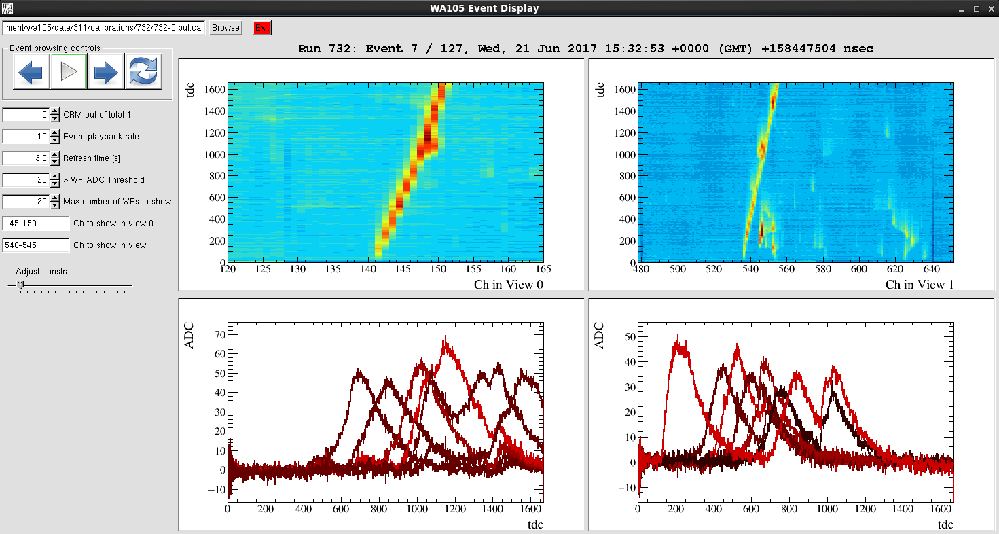 WA105 Event Display
iment/wa105/data/311/calibrations/732/732-0.pul.cal Browse Exit
Event browsing controls
Run 732: Event 7 / 127, Wed, 21 Jun 2017 15:32:53 +0000 (GMT) +158447504 nsec
0 CRM out of total 1
10 Event playback rate
3.0 Refresh time [s]
20 > WF ADC Threshold
20 Max number of WFs to show
145-150 Ch to show in view 0
540-545 Ch to show in view 1
Adjust constrast
tdc
1600
1400
1200
1000
800
600
400
200
0
120 125 130 135 140 145 150 155 160 165
Ch in View 0
tdc
1600
1400
1200
1000
800
600
400
200
0
480 500 520 540 560 580 600 620 640
Ch in View 1
ADC
70
60
50
40
30
20
10
0
−10
0 200 400 600 800 1000 1200 1400 1600
tdc
ADC
50
40
30
20
10
0
−10
0 200 400 600 800 1000 1200 1400 1600
tdc